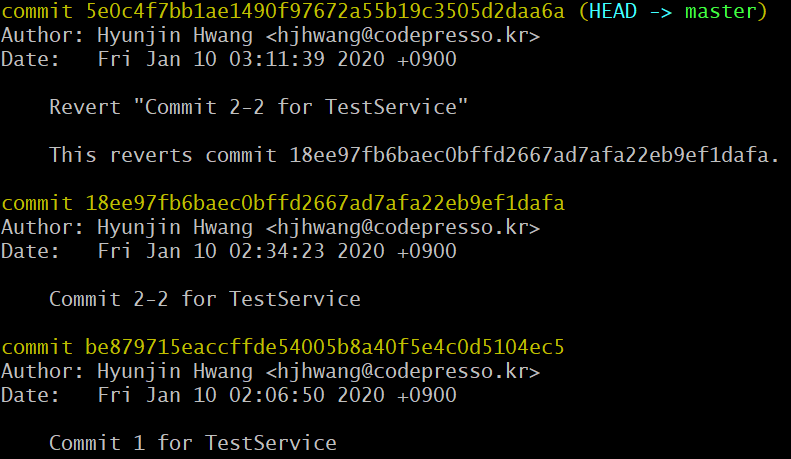 commit 5e0c4f7bb1ae1490f97672a55b19c3505d2daa6a (HEAD -> master)
Author: Hyunjin Hwang <hjhwang@codepresso.kr>
Date:   Fri Jan 10 03:11:39 2020 +0900
    Revert "Commit 2-2 for TestService"
    This reverts commit 18ee97fb6baec0bffd2667ad7afa22eb9ef1dafa.
commit 18ee97fb6baec0bffd2667ad7afa22eb9ef1dafa
Author: Hyunjin Hwang <hjhwang@codepresso.kr>
Date:   Fri Jan 10 02:34:23 2020 +0900
    Commit 2-2 for TestService
commit be879715eaccffde54005b8a40f5e4c0d5104ec5
Author: Hyunjin Hwang <hjhwang@codepresso.kr>
Date:   Fri Jan 10 02:06:50 2020 +0900
    Commit 1 for TestService